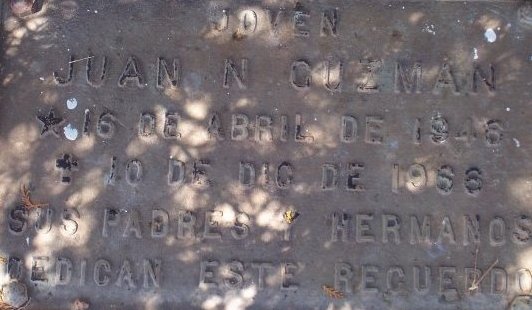 JOVEN
JUAN N GUZMAN
★ 16 DE ABRIL DE 1946
✝ 10 DE DIC DE 1966
SUS PADRES Y HERMANOS
DEDICAN ESTE RECUERDO